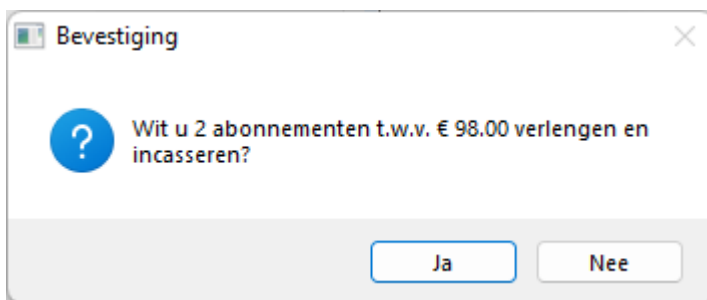 Bevestiging
Wit u 2 abonnementen t.w.v. € 98.00 verlengen en
incasseren?
Ja
Nee